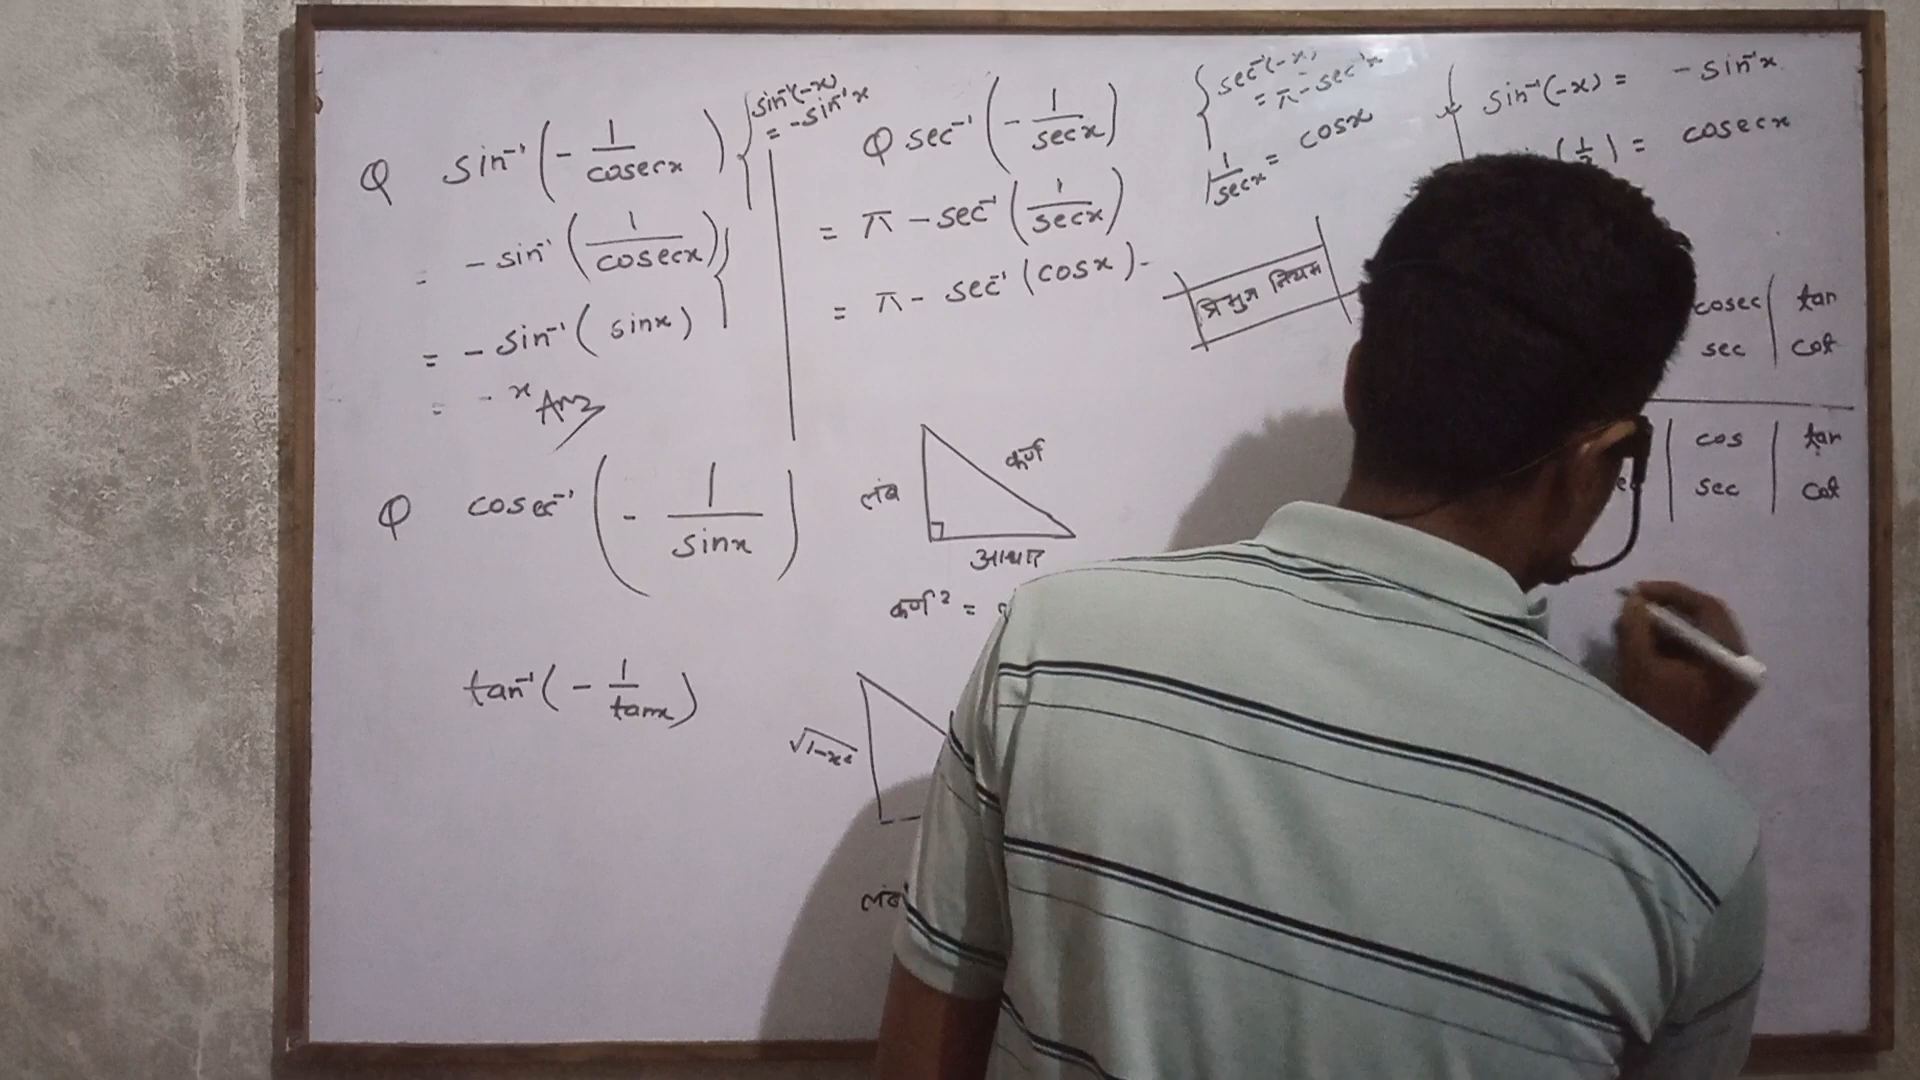 Q sin⁻¹(- 1/cosecx)
= - sin⁻¹(1/cosecx)
= - sin⁻¹(sinx)
= - x Ans
{ sin⁻¹(-x)
= - sin⁻¹x
Q cosec⁻¹(- 1/sinx)
tan⁻¹(- 1/tanx)
Q sec⁻¹(- 1/secx)
= π - sec⁻¹(1/secx)
= π - sec⁻¹(cosx).
{ sec⁻¹(-x)
= π - sec⁻¹x
1/secx = cosx
त्रिभुज नियम
लंब
कर्ण
आधार
कर्ण² =
√1-x²
लंब
sin⁻¹(-x) = - sin⁻¹x
) = cosecx
cosec | tan
sec | cot
cos | tan
sec | cot